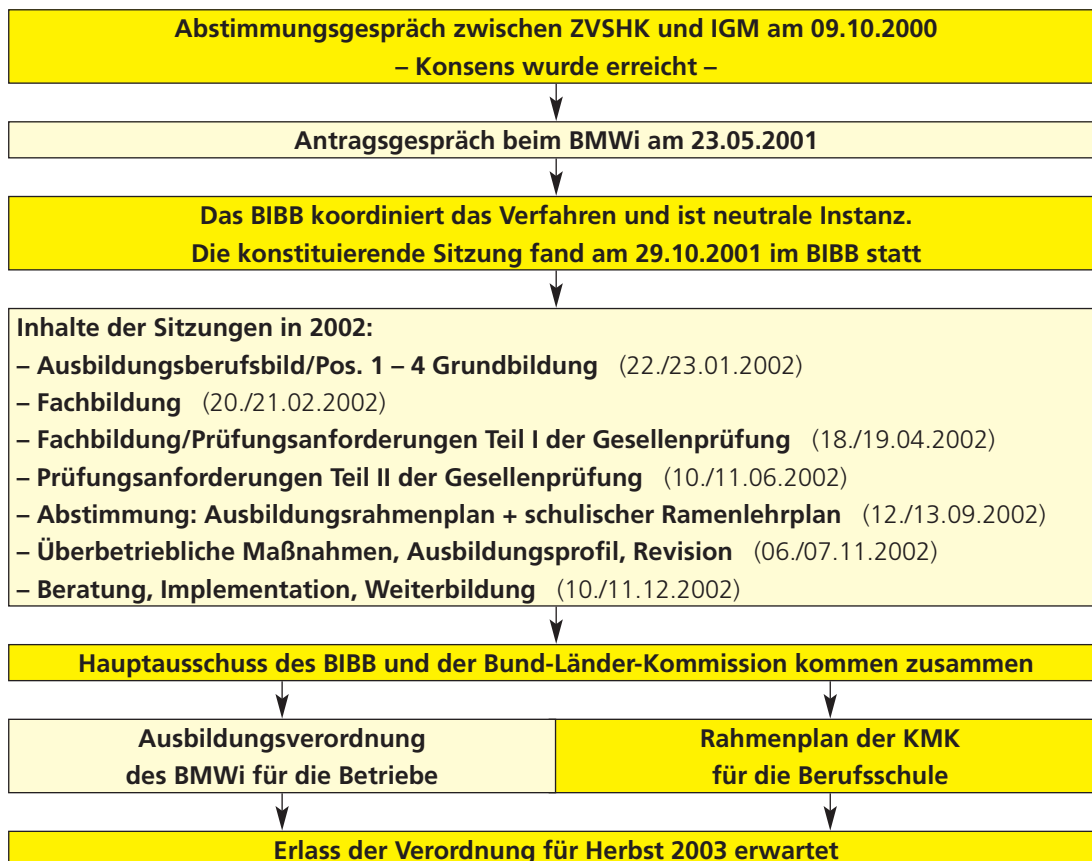 Abstimmungsgespräch zwischen ZVSHK und IGM am 09.10.2000
– Konsens wurde erreicht –
Antragsgespräch beim BMWi am 23.05.2001
Das BIBB koordiniert das Verfahren und ist neutrale Instanz.
Die konstituierende Sitzung fand am 29.10.2001 im BIBB statt
Inhalte der Sitzungen in 2002:
– Ausbildungsberufsbild/Pos. 1 – 4 Grundbildung (22./23.01.2002)
– Fachbildung (20./21.02.2002)
– Fachbildung/Prüfungsanforderungen Teil I der Gesellenprüfung (18./19.04.2002)
– Prüfungsanforderungen Teil II der Gesellenprüfung (10./11.06.2002)
– Abstimmung: Ausbildungsrahmenplan + schulischer Ramenlehrplan (12./13.09.2002)
– Überbetriebliche Maßnahmen, Ausbildungsprofil, Revision (06./07.11.2002)
– Beratung, Implementation, Weiterbildung (10./11.12.2002)
Hauptausschuss des BIBB und der Bund-Länder-Kommission kommen zusammen
Ausbildungsverordnung
des BMWi für die Betriebe
Rahmenplan der KMK
für die Berufsschule
Erlass der Verordnung für Herbst 2003 erwartet